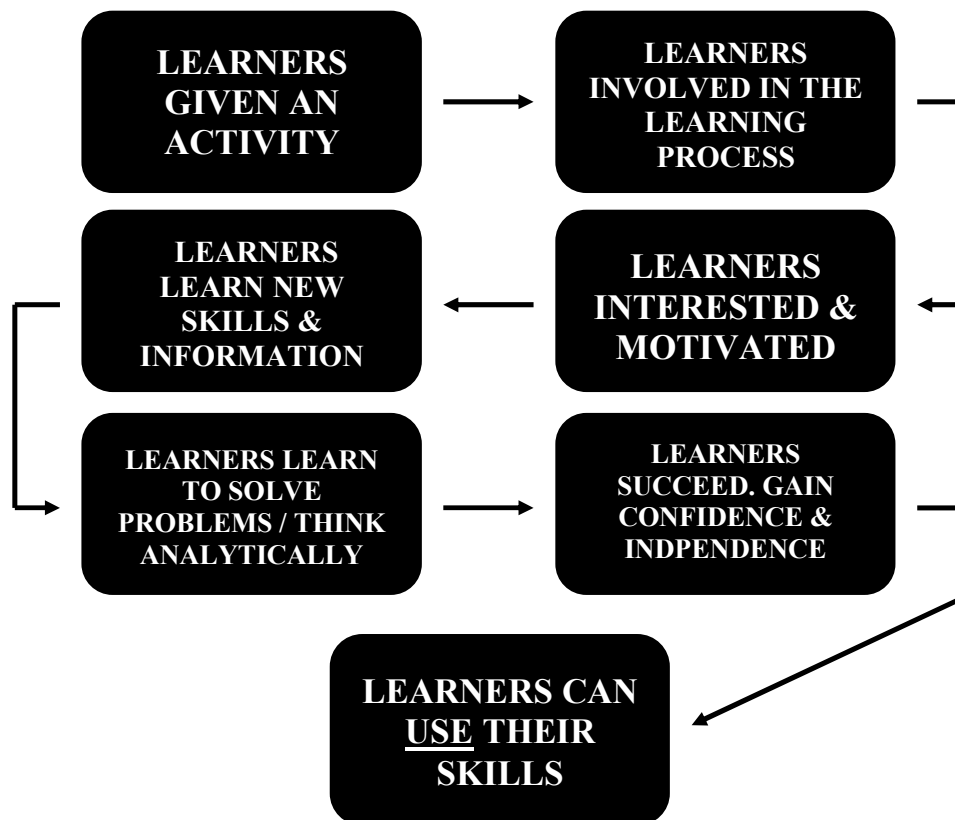 LEARNERS
GIVEN AN
ACTIVITY
LEARNERS
INVOLVED IN THE
LEARNING
PROCESS
LEARNERS
INTERESTED &
MOTIVATED
LEARNERS
LEARN NEW
SKILLS &
INFORMATION
LEARNERS LEARN
TO SOLVE
PROBLEMS / THINK
ANALYTICALLY
LEARNERS
SUCCEED. GAIN
CONFIDENCE &
INDPENDENCE
LEARNERS CAN
USE THEIR
SKILLS